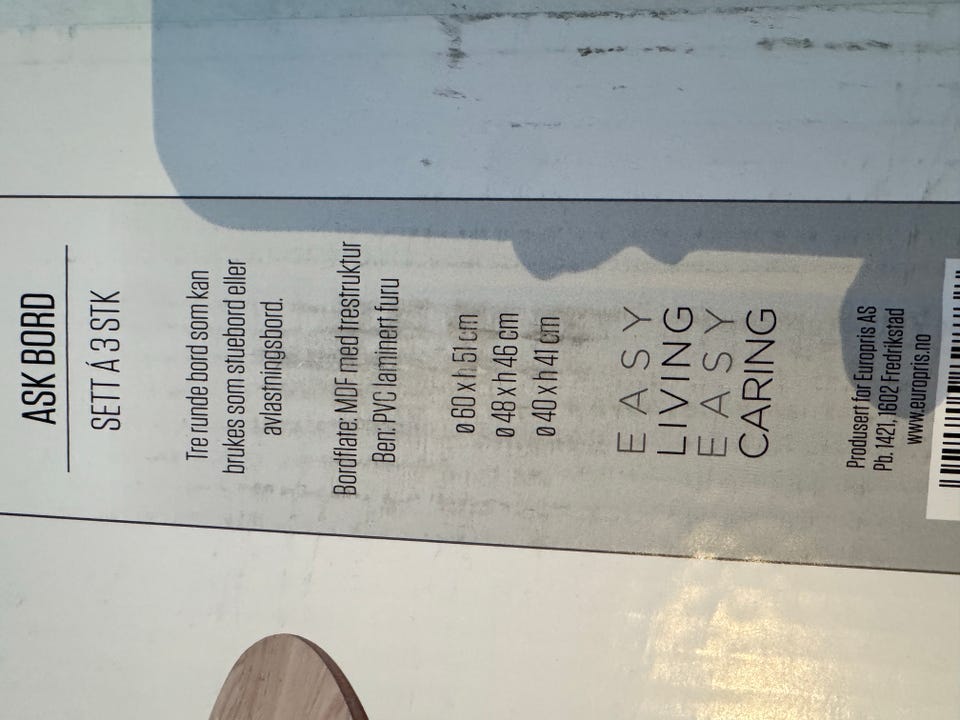 ASK BORD
SETT Á 3 STK
Tre runde bord som kan
brukes som stuebord eller
avlastningsbord.
Bordflate: MDF med trestruktur
Ben: PVC laminert furu
ø 60 x h 51 cm
ø 48 x h 46 cm
ø 40 x h 41 cm
EASY
LIVING
EASY
CARING
Produsert for Europris AS
Pb. 1421, 1602 Fredrikstad
www.europris.no